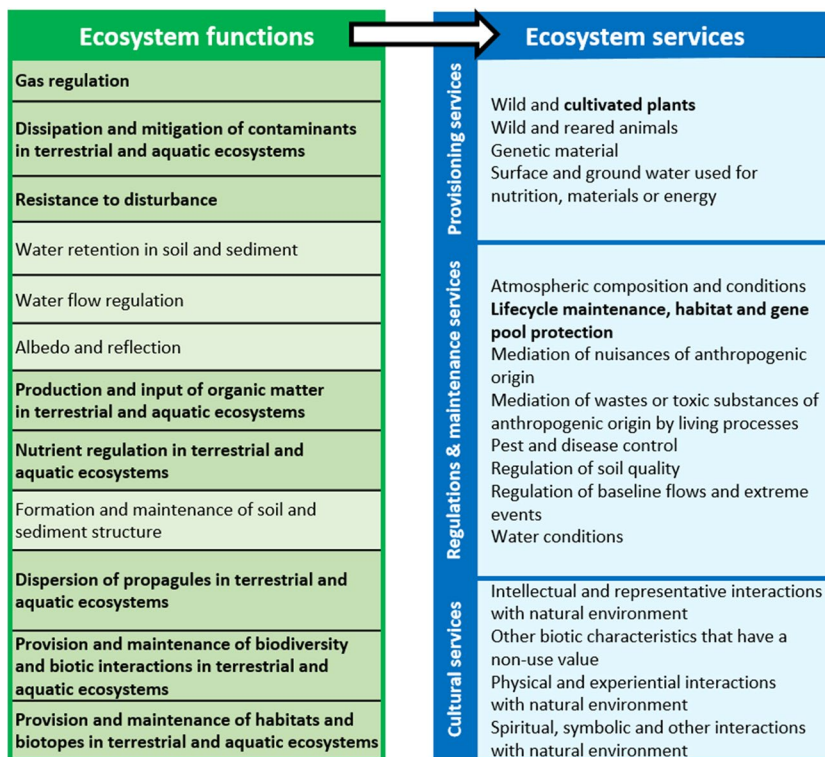 Ecosystem functions
Gas regulation
Dissipation and mitigation of contaminants
in terrestrial and aquatic ecosystems
Resistance to disturbance
Water retention in soil and sediment
Water flow regulation
Albedo and reflection
Production and input of organic matter
in terrestrial and aquatic ecosystems
Nutrient regulation in terrestrial and
aquatic ecosystems
Formation and maintenance of soil and
sediment structure
Dispersion of propagules in terrestrial and
aquatic ecosystems
Provision and maintenance of biodiversity
and biotic interactions in terrestrial and
aquatic ecosystems
Provision and maintenance of habitats and
biotopes in terrestrial and aquatic ecosystems
Ecosystem services
Provisioning services
Wild and cultivated plants
Wild and reared animals
Genetic material
Surface and ground water used for
nutrition, materials or energy
Regulations & maintenance services
Atmospheric composition and conditions
Lifecycle maintenance, habitat and gene
pool protection
Mediation of nuisances of anthropogenic
origin
Mediation of wastes or toxic substances of
anthropogenic origin by living processes
Pest and disease control
Regulation of soil quality
Regulation of baseline flows and extreme
events
Water conditions
Cultural services
Intellectual and representative interactions
with natural environment
Other biotic characteristics that have a
non-use value
Physical and experiential interactions
with natural environment
Spiritual, symbolic and other interactions
with natural environment